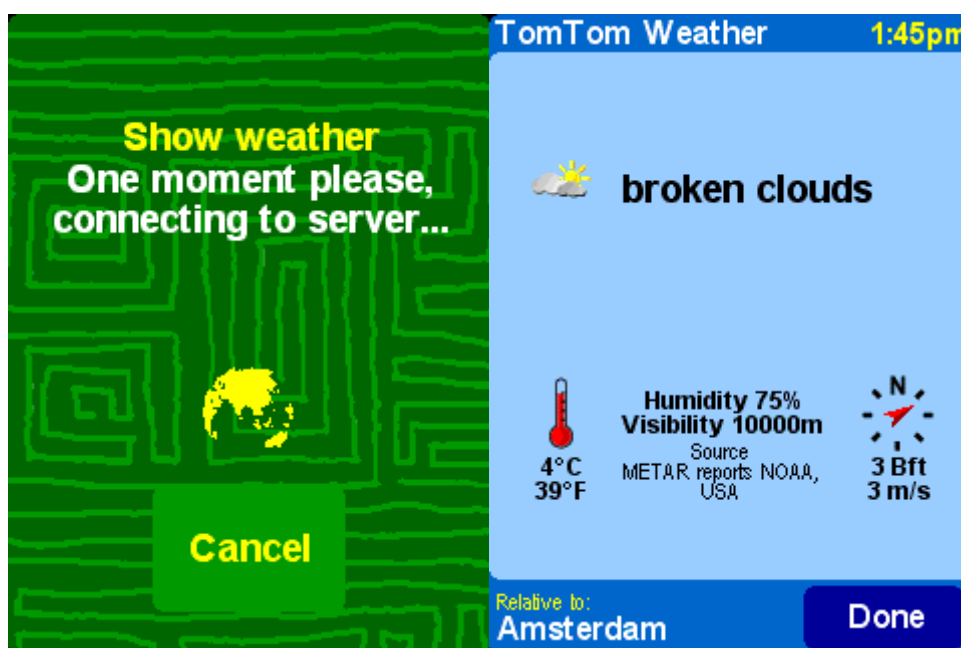 Show weather
One moment please,
connecting to server...
Cancel
TomTom Weather 1:45pm
broken clouds
4°C
39°F
Humidity 75%
Visibility 10000m
Source
METAR reports NOAA,
USA
N
3 Bft
3 m/s
Relative to:
Amsterdam
Done